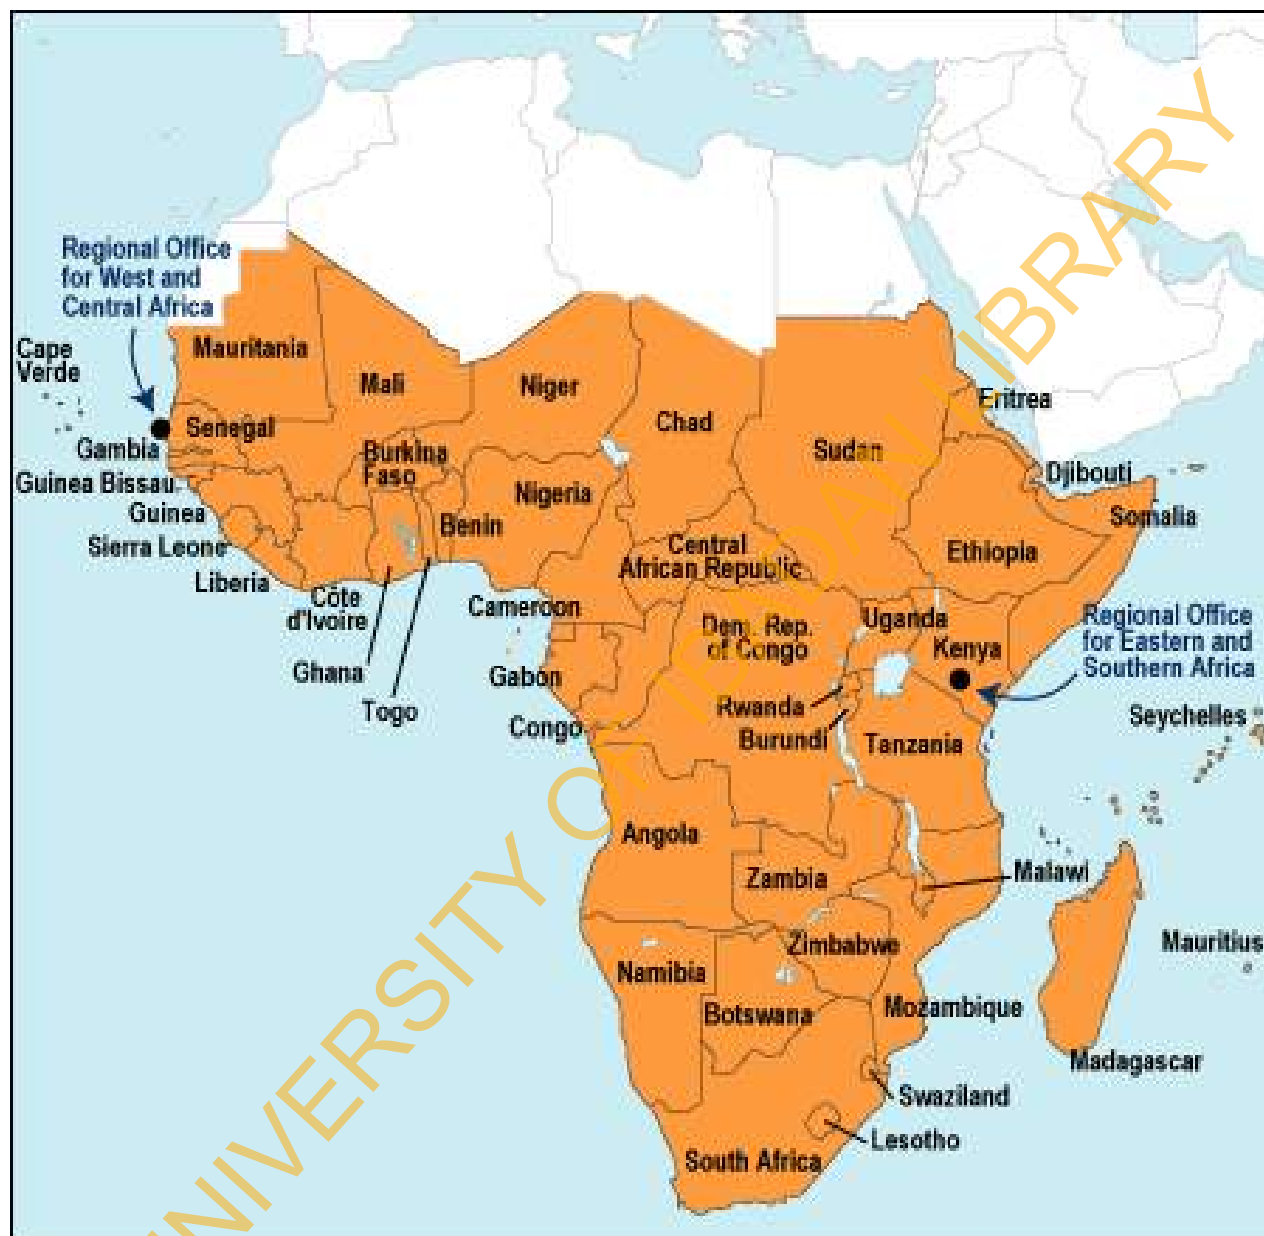 Regional Office
for West and
Central Africa
Cape
Verde
Mauritania
Mali
Niger
Chad
Sudan
Eritrea
Senegal
Gambia
Burkina
Faso
Guinea Bissau
Guinea
Nigeria
Benin
Djibouti
Somalia
Sierra Leone
Liberia
Central
African Republic
Ethiopia
Côte
d'Ivoire
Cameroon
Ghana
Togo
Gabon
Congo
Dem. Rep.
of Congo
Uganda
Kenya
Regional Office
for Eastern and
Southern Africa
Rwanda
Burundi
Tanzania
Seychelles
Angola
Zambia
Malawi
Zimbabwe
Mauritius
Namibia
Botswana
Mozambique
Madagascar
Swaziland
Lesotho
South Africa
UNIVERSITY OF IBADAN LIBRARY